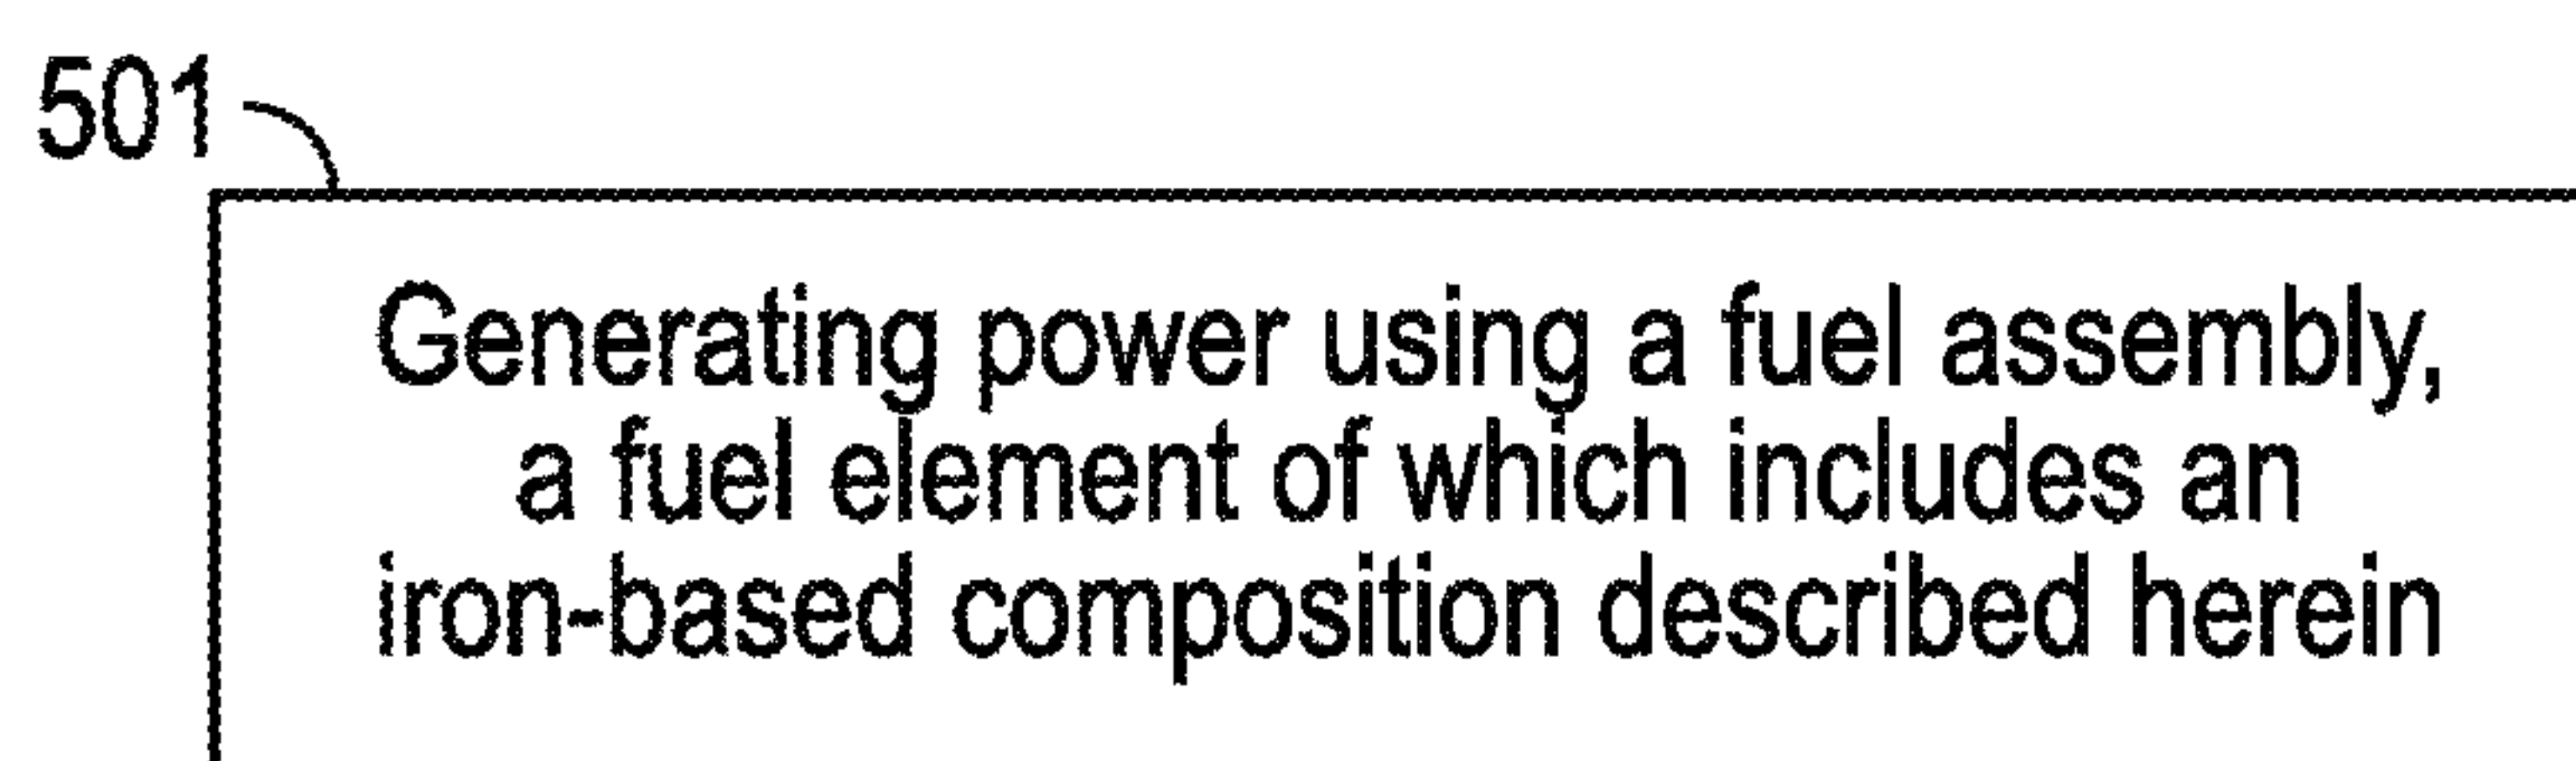 501
Generating power using a fuel assembly,
a fuel element of which includes an
iron-based composition described herein